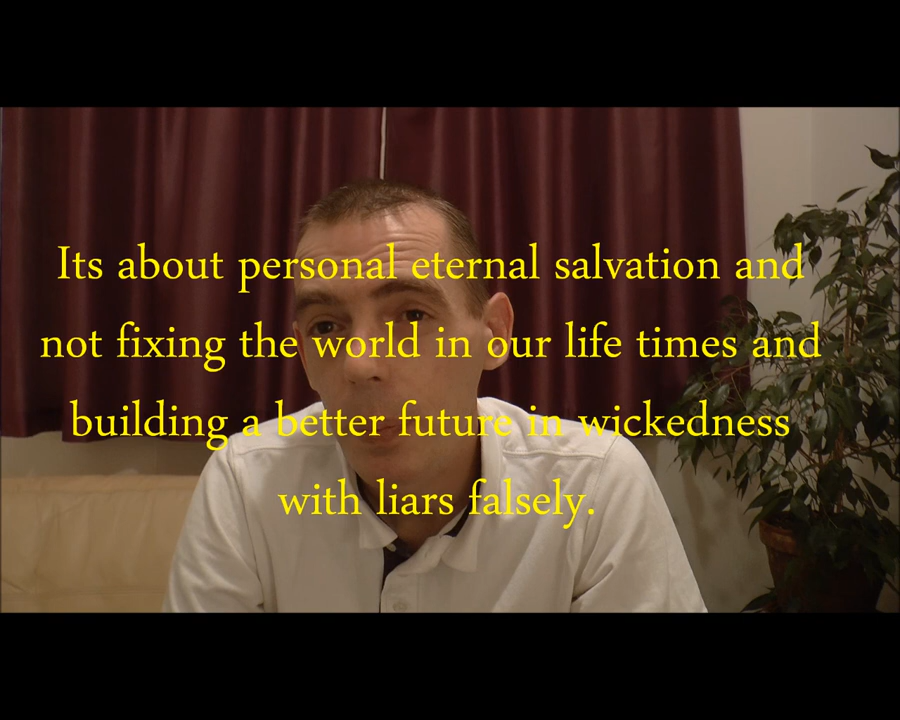 Its about personal eternal salvation and
not fixing the world in our life times and
building a better future in wickedness
with liars falsely.